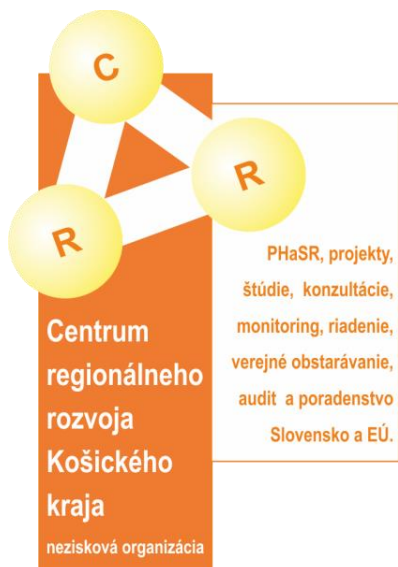 C
R
R
Centrum
regionálneho
rozvoja
Košického
kraja
nezisková organizácia
PHaSR, projekty,
štúdie, konzultácie,
monitoring, riadenie,
verejné obstarávanie,
audit a poradenstvo
Slovensko a EÚ.